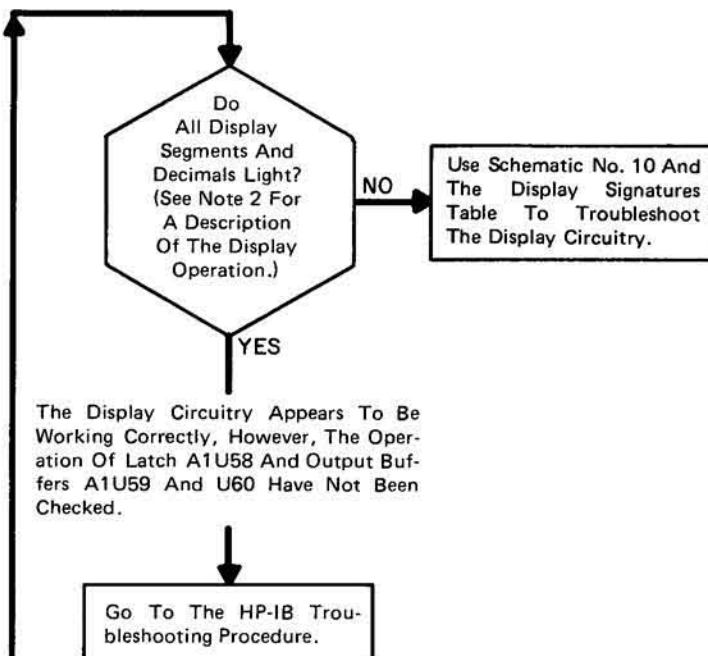 Do
All Display
Segments And
Decimals Light?
(See Note 2 For
A Description
Of The Display
Operation.)
NO
Use Schematic No. 10 And
The Display Signatures
Table To Troubleshoot
The Display Circuitry.
YES
The Display Circuitry Appears To Be
Working Correctly, However, The Oper-
ation Of Latch A1U58 And Output Buf-
fers A1U59 And U60 Have Not Been
Checked.
Go To The HP-IB Trou-
bleshooting Procedure.